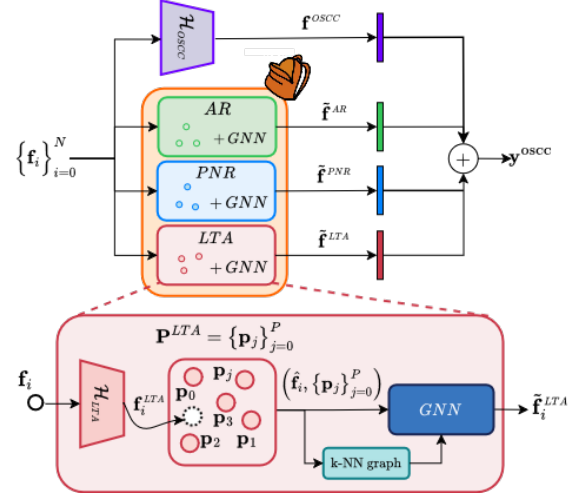 𝓗_OSCC
f^OSCC
AR
+ GNN
f̃^AR
{f_i}_{i=0}^N
PNR
+ GNN
f̃^PNR
+
y^oscc
LTA
+ GNN
f̃^LTA
P^LTA = {p_j}_{j=0}^P
f_i
𝓗_LTA
f_i^LTA
p_0
p_j
p_3
p_2
p_1
(f̂_i, {p_j}_{j=0}^P)
GNN
f̃_i^LTA
k-NN graph